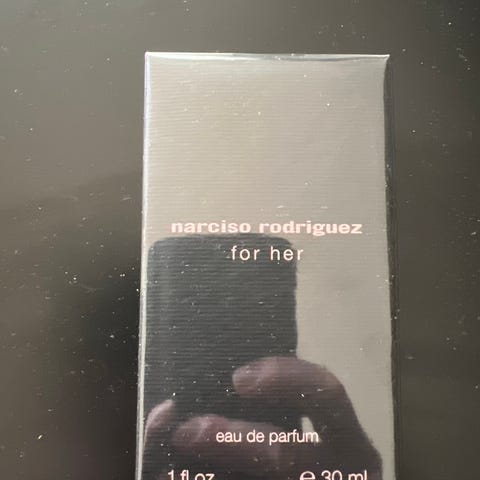 narciso rodriguez
for her
eau de parfum
1 fl oz ℮ 30 ml